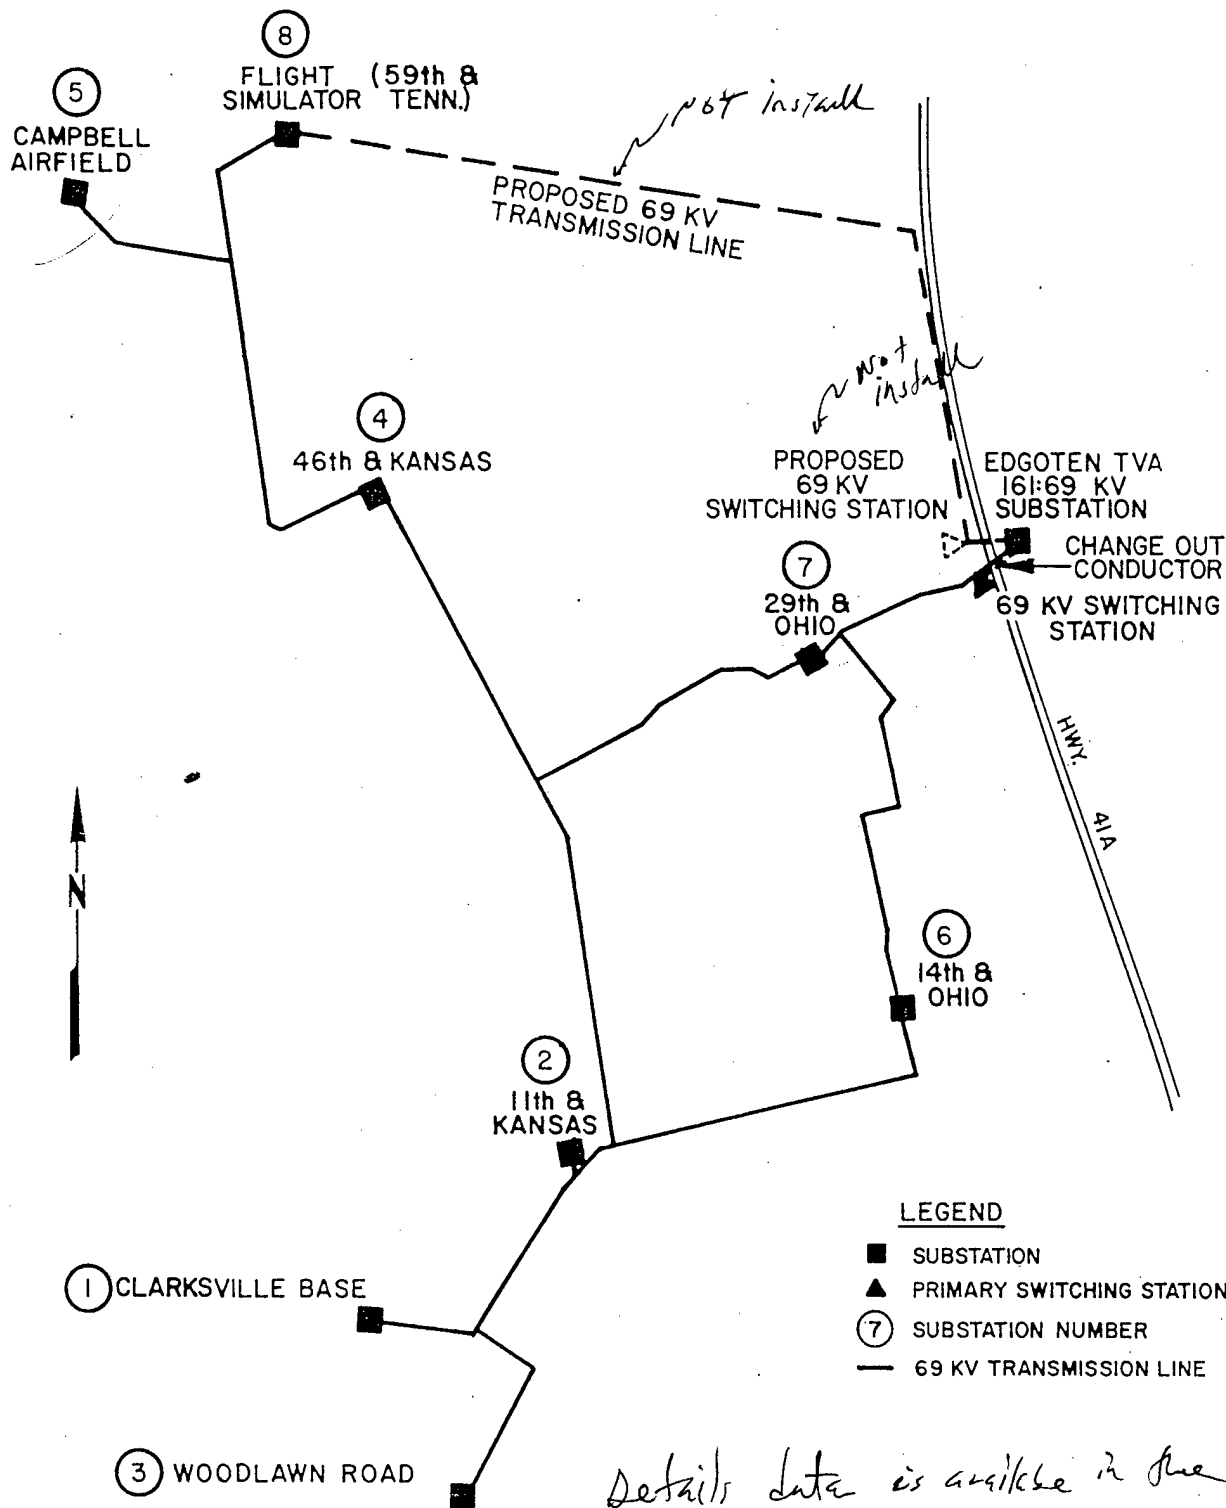 8
FLIGHT (59th &
SIMULATOR TENN.)
5
CAMPBELL
AIRFIELD
not install
PROPOSED 69 KV
TRANSMISSION LINE
not
install
4
46th & KANSAS
PROPOSED
69 KV
SWITCHING STATION
EDGOTEN TVA
161:69 KV
SUBSTATION
CHANGE OUT
CONDUCTOR
69 KV SWITCHING
STATION
7
29th &
OHIO
HWY. 41A
N
6
14th &
OHIO
2
11th &
KANSAS
1 CLARKSVILLE BASE
3 WOODLAWN ROAD
LEGEND
SUBSTATION
PRIMARY SWITCHING STATION
7 SUBSTATION NUMBER
69 KV TRANSMISSION LINE
Details data is availabe in the